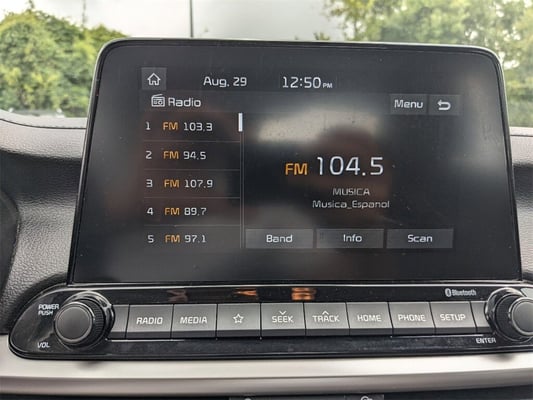 Aug. 29 12:50 PM
Radio Menu
1 FM 103.3
2 FM 94.5
3 FM 107.9
4 FM 89.7
5 FM 97.1
FM 104.5
MUSICA
Musica_Espanol
Band Info Scan
Bluetooth
POWER
PUSH
VOL
RADIO MEDIA SEEK TRACK HOME PHONE SETUP
ENTER